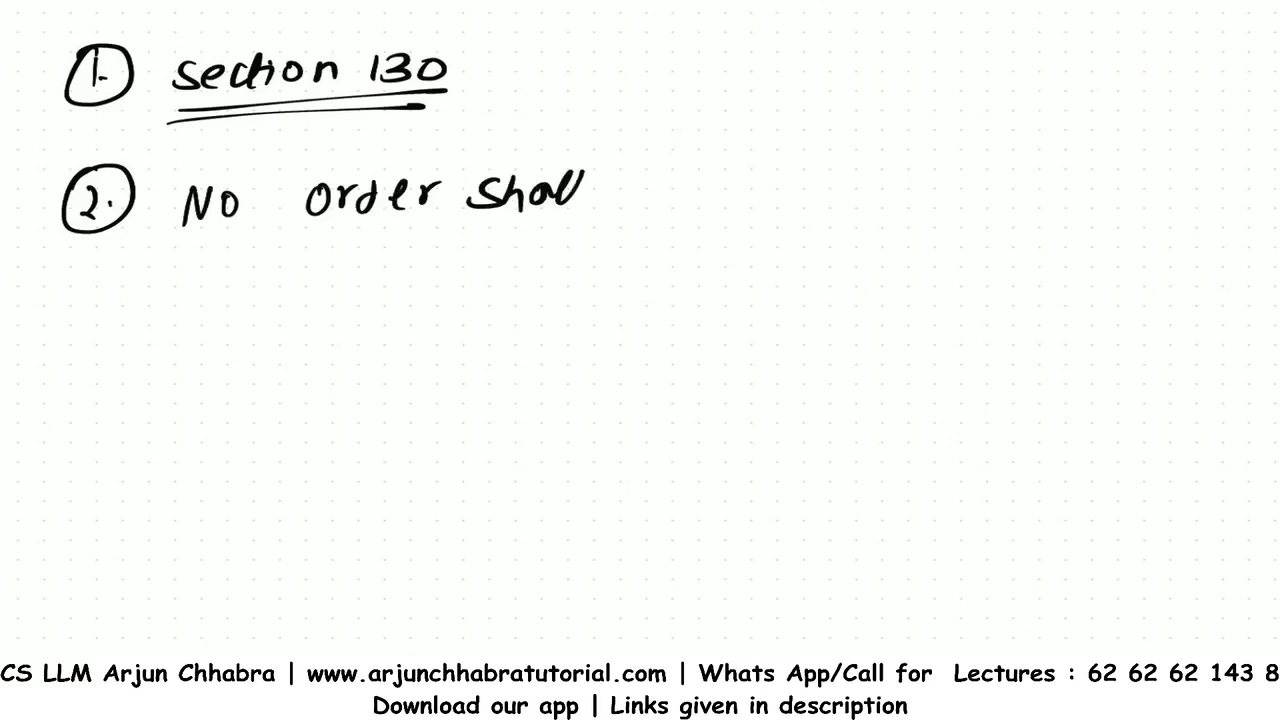 1. Section 130
2. No order shall
CS LLM Arjun Chhabra | www.arjunchhabratutorial.com | Whats App/Call for Lectures : 62 62 62 143 8
Download our app | Links given in description